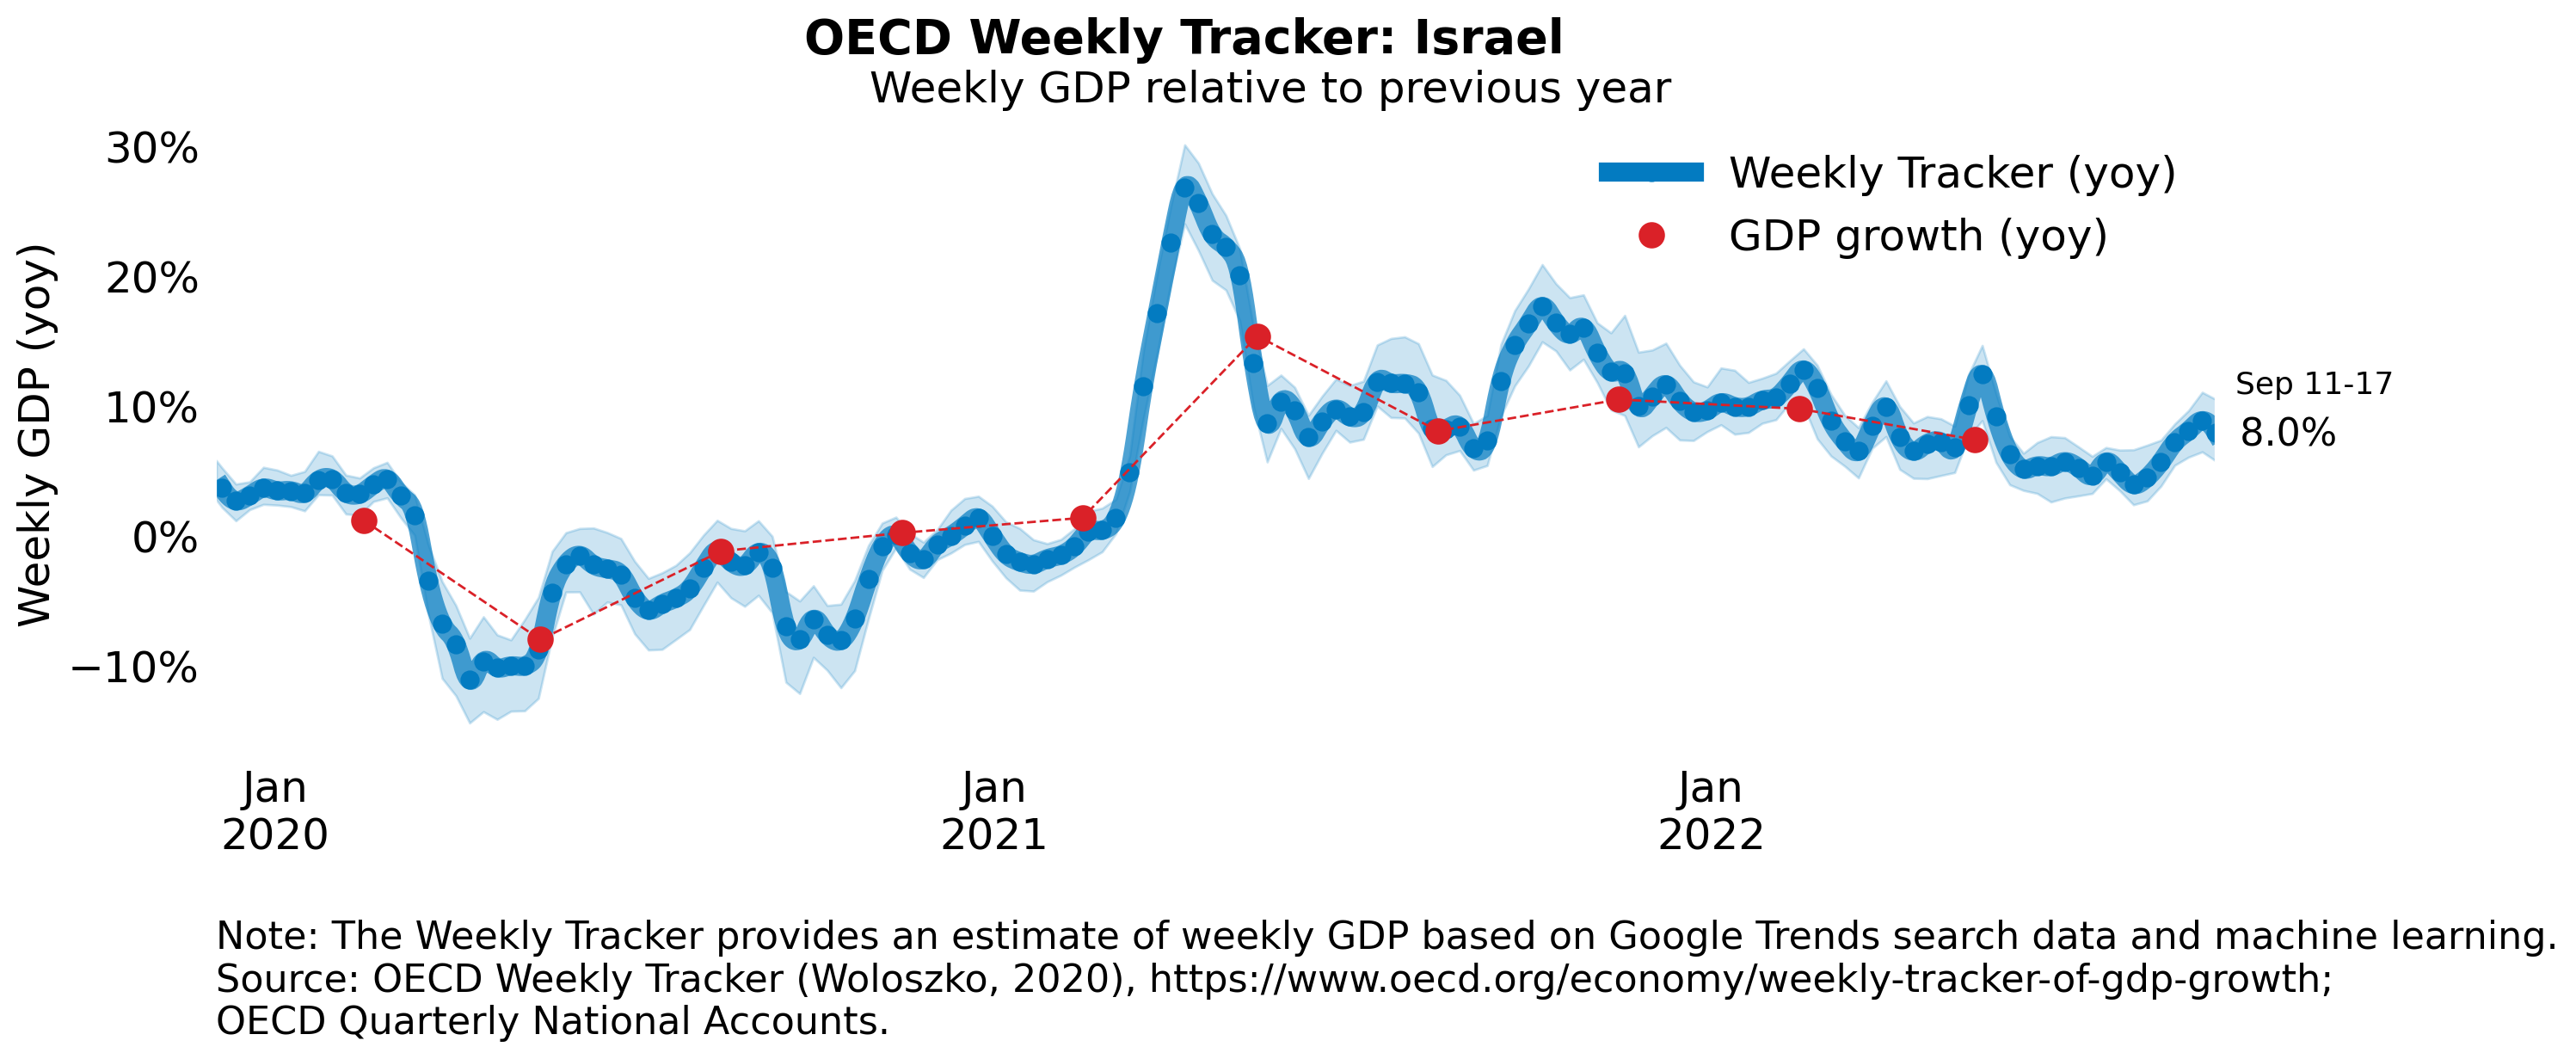 OECD Weekly Tracker: Israel
Weekly GDP relative to previous year
Weekly GDP (yoy)
30%
20%
10%
0%
−10%
Weekly Tracker (yoy)
GDP growth (yoy)
Sep 11-17
8.0%
Jan
2020
Jan
2021
Jan
2022
Note: The Weekly Tracker provides an estimate of weekly GDP based on Google Trends search data and machine learning.
Source: OECD Weekly Tracker (Woloszko, 2020), https://www.oecd.org/economy/weekly-tracker-of-gdp-growth;
OECD Quarterly National Accounts.